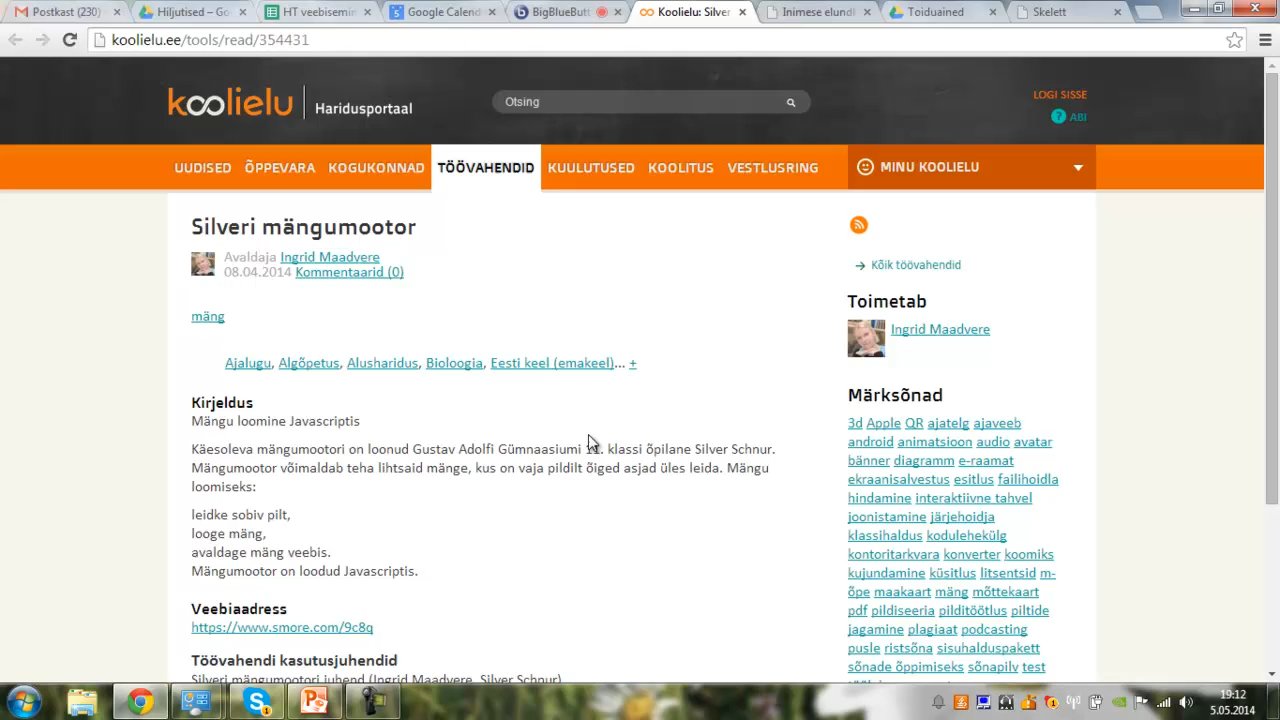 Postkast (230)
Hiljutised – Go
HT veebisemin
Google Calend
BigBlueButt
Koolielu: Silver
Inimese elundk
Toiduained
Skelett
koolielu.ee/tools/read/354431
koolielu Haridusportaal
Otsing
LOGI SISSE
? ABI
UUDISED ÕPPEVARA KOGUKONNAD TÖÖVAHENDID KUULUTUSED KOOLITUS VESTLUSRING
MINU KOOLIELU
Silveri mängumootor
Avaldaja Ingrid Maadvere
08.04.2014 Kommentaarid (0)
mäng
Ajalugu, Algõpetus, Alusharidus, Bioloogia, Eesti keel (emakeel)... +
Kirjeldus
Mängu loomine Javascriptis
Käesoleva mängumootori on loonud Gustav Adolfi Gümnaasiumi klassi õpilane Silver Schnur.
Mängumootor võimaldab teha lihtsaid mänge, kus on vaja pildilt õiged asjad üles leida. Mängu
loomiseks:
leidke sobiv pilt,
looge mäng,
avaldage mäng veebis.
Mängumootor on loodud Javascriptis.
Veebiaadress
https://www.smore.com/9c8q
Töövahendi kasutusjuhendid
Silveri mängumootori juhend (Ingrid Maadvere, Silver Schnur)
Kõik töövahendid
Toimetab
Ingrid Maadvere
Märksõnad
3d Apple QR ajatelg ajaveeb
android animatsioon audio avatar
bänner diagramm e-raamat
ekraanisalvestus esitlus failihoidla
hindamine interaktiivne tahvel
joonistamine järjehoidja
klassihaldus kodulehekülg
kontoritarkvara konverter koomiks
kujundamine küsitlus litsentsid m-
õpe maakaart mäng mõttekaart
pdf pildiseeria pilditöötlus piltide
jagamine plagiaat podcasting
pusle ristsõna sisuhalduspakett
sõnade õppimiseks sõnapilv test
19:12
5.05.2014